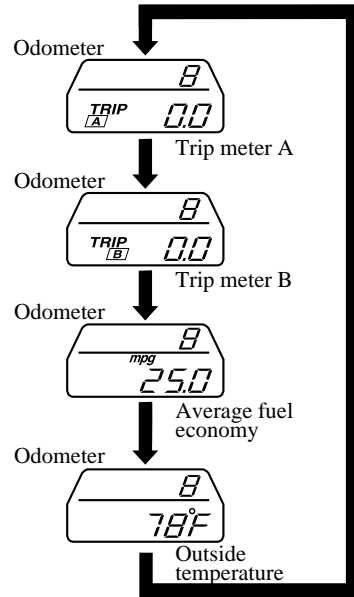 Odometer
8
TRIP A 0.0
Trip meter A
Odometer
8
TRIP B 0.0
Trip meter B
Odometer
8
mpg
25.0
Average fuel
economy
Odometer
8
78°F
Outside
temperature